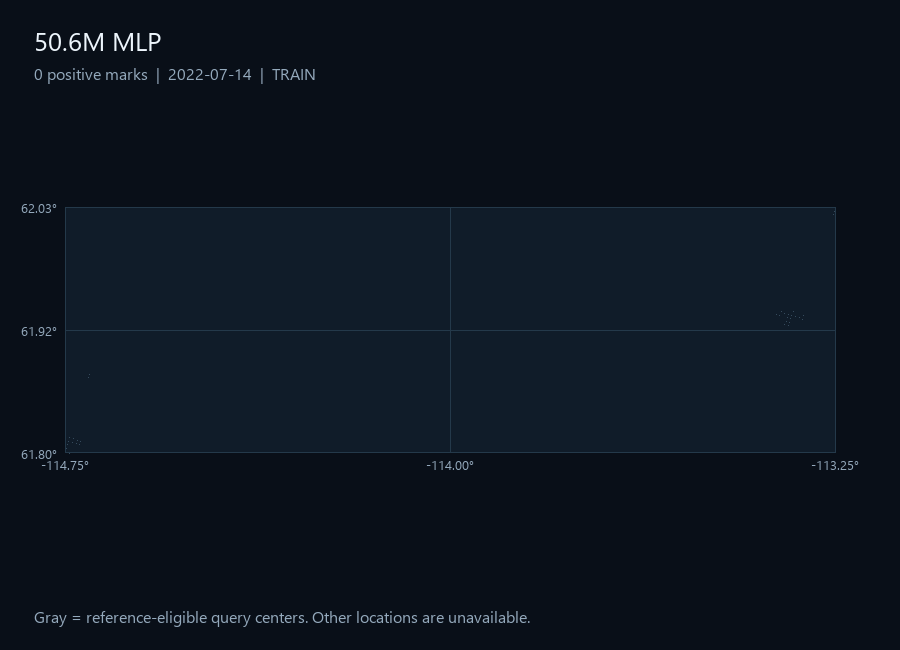 50.6M MLP
0 positive marks | 2022-07-14 | TRAIN
62.03°
61.92°
61.80°
-114.75°
-114.00°
-113.25°
Gray = reference-eligible query centers. Other locations are unavailable.